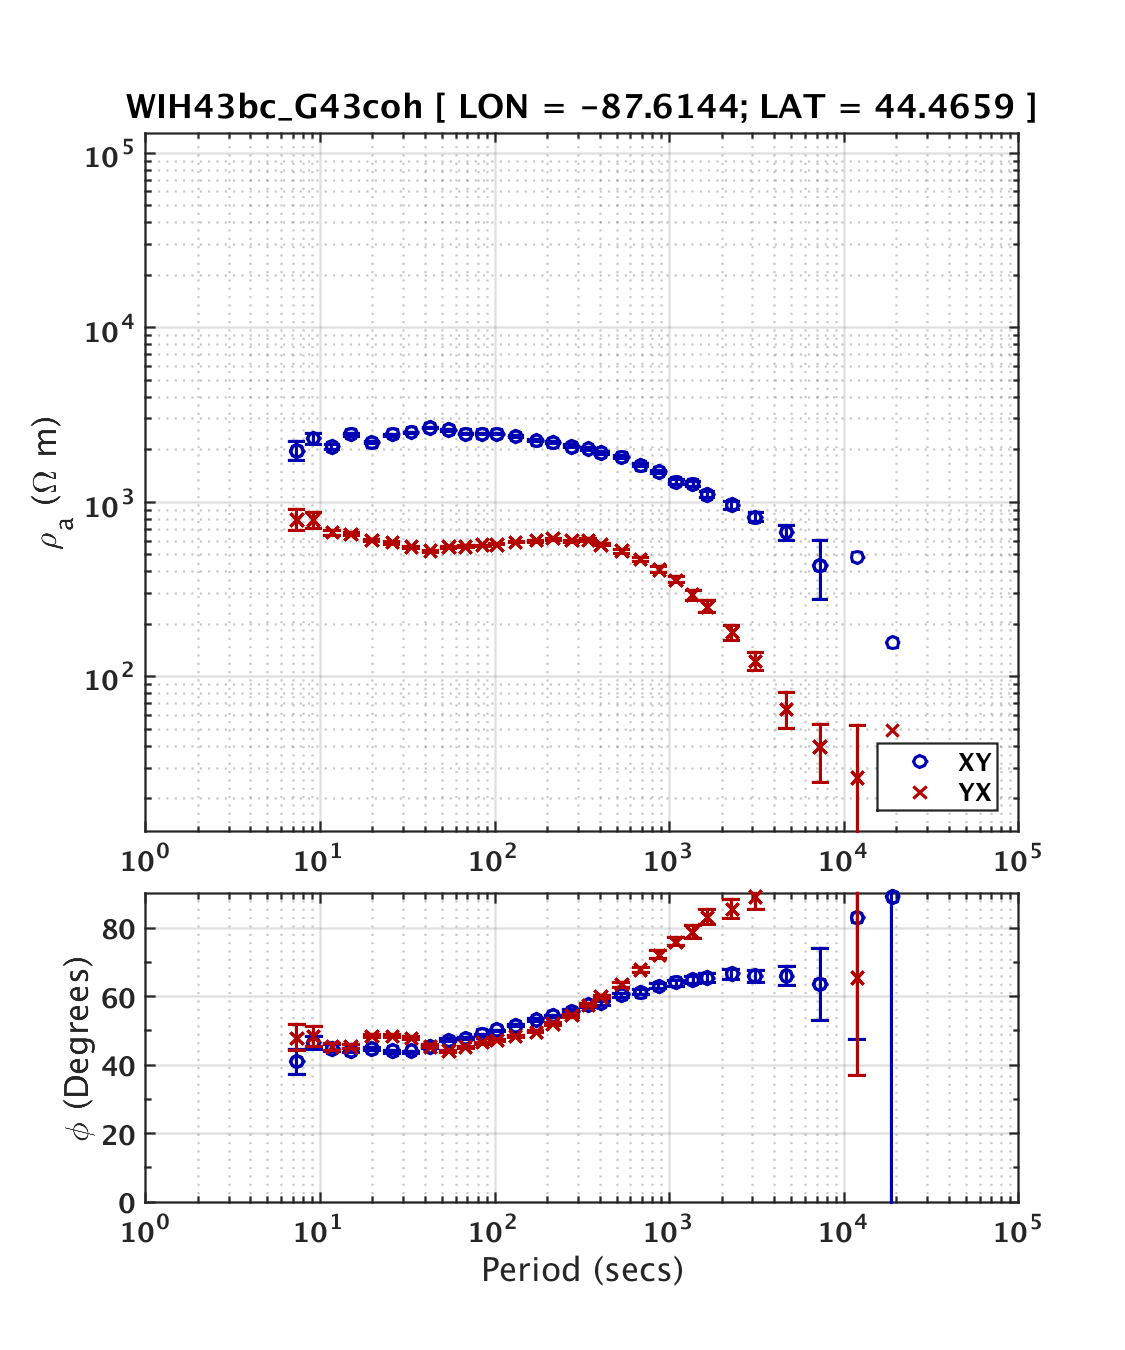 WIH43bc_G43coh [ LON = -87.6144; LAT = 44.4659 ]
10^5
10^4
10^3
10^2
ρ_a (Ω m)
XY
YX
10^0 10^1 10^2 10^3 10^4 10^5
80
60
40
20
0
ϕ (Degrees)
10^0 10^1 10^2 10^3 10^4 10^5
Period (secs)